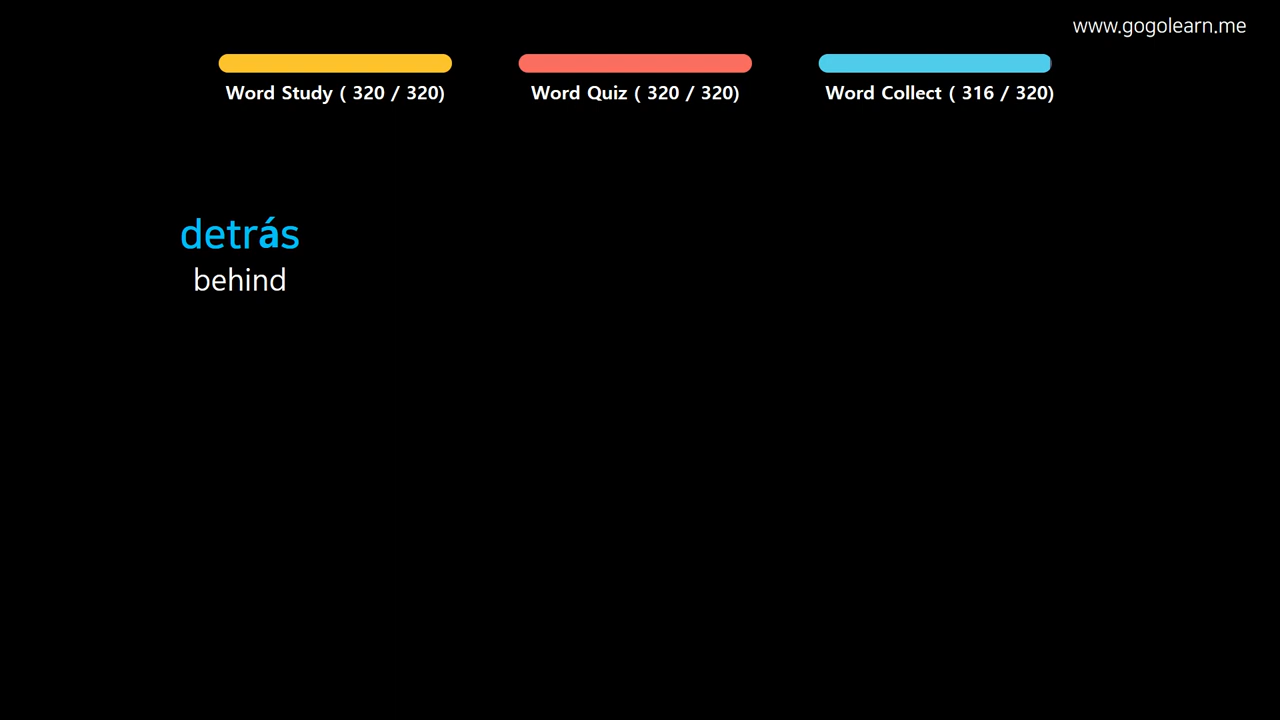 www.gogolearn.me
Word Study ( 320 / 320)
Word Quiz ( 320 / 320)
Word Collect ( 316 / 320)
detrás
behind